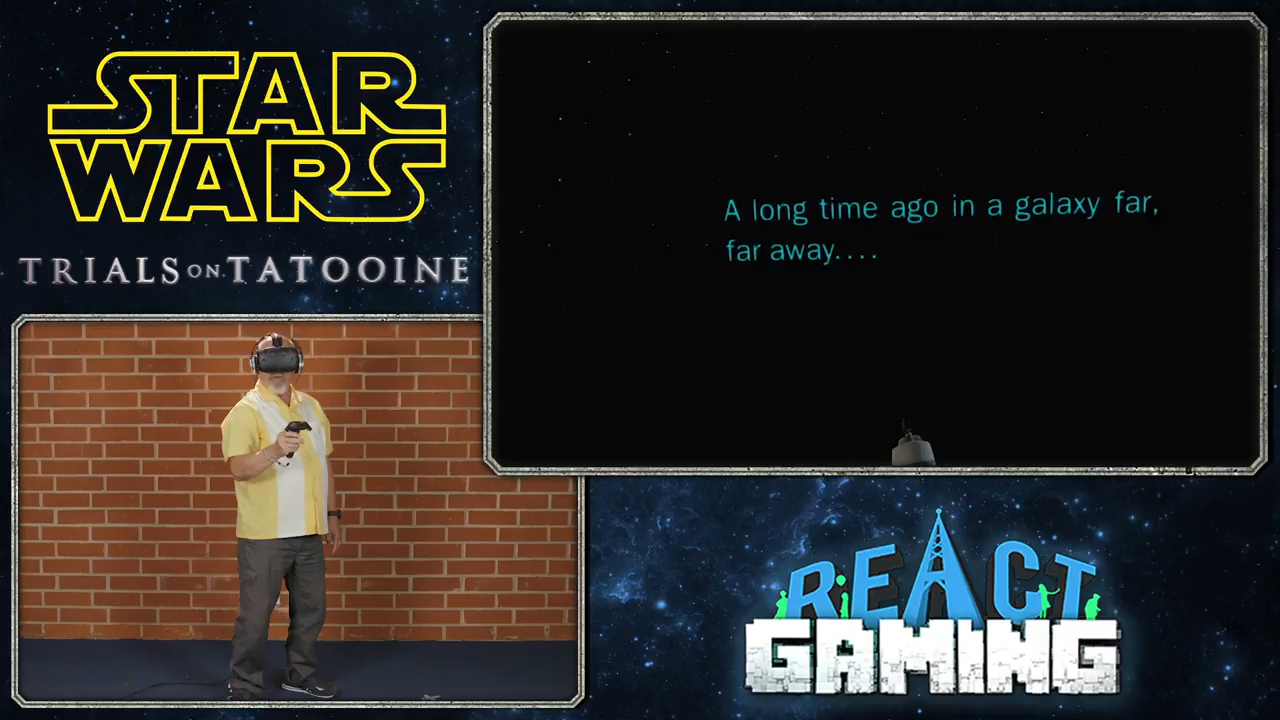 STAR
WARS
TRIALS ON TATOOINE
A long time ago in a galaxy far,
far away....
REACT
GAMING